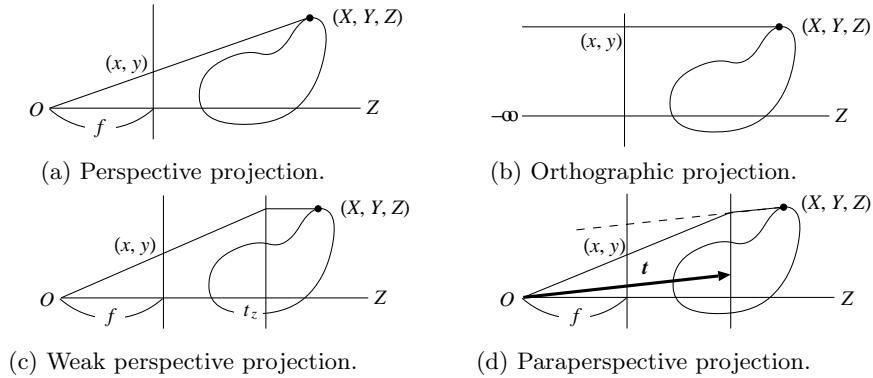 (X, Y, Z)
(x, y)
O
f
Z
(a) Perspective projection.
(X, Y, Z)
(x, y)
−∞
Z
(b) Orthographic projection.
(X, Y, Z)
(x, y)
O
f
t_z
Z
(c) Weak perspective projection.
(X, Y, Z)
(x, y)
t
O
f
Z
(d) Paraperspective projection.